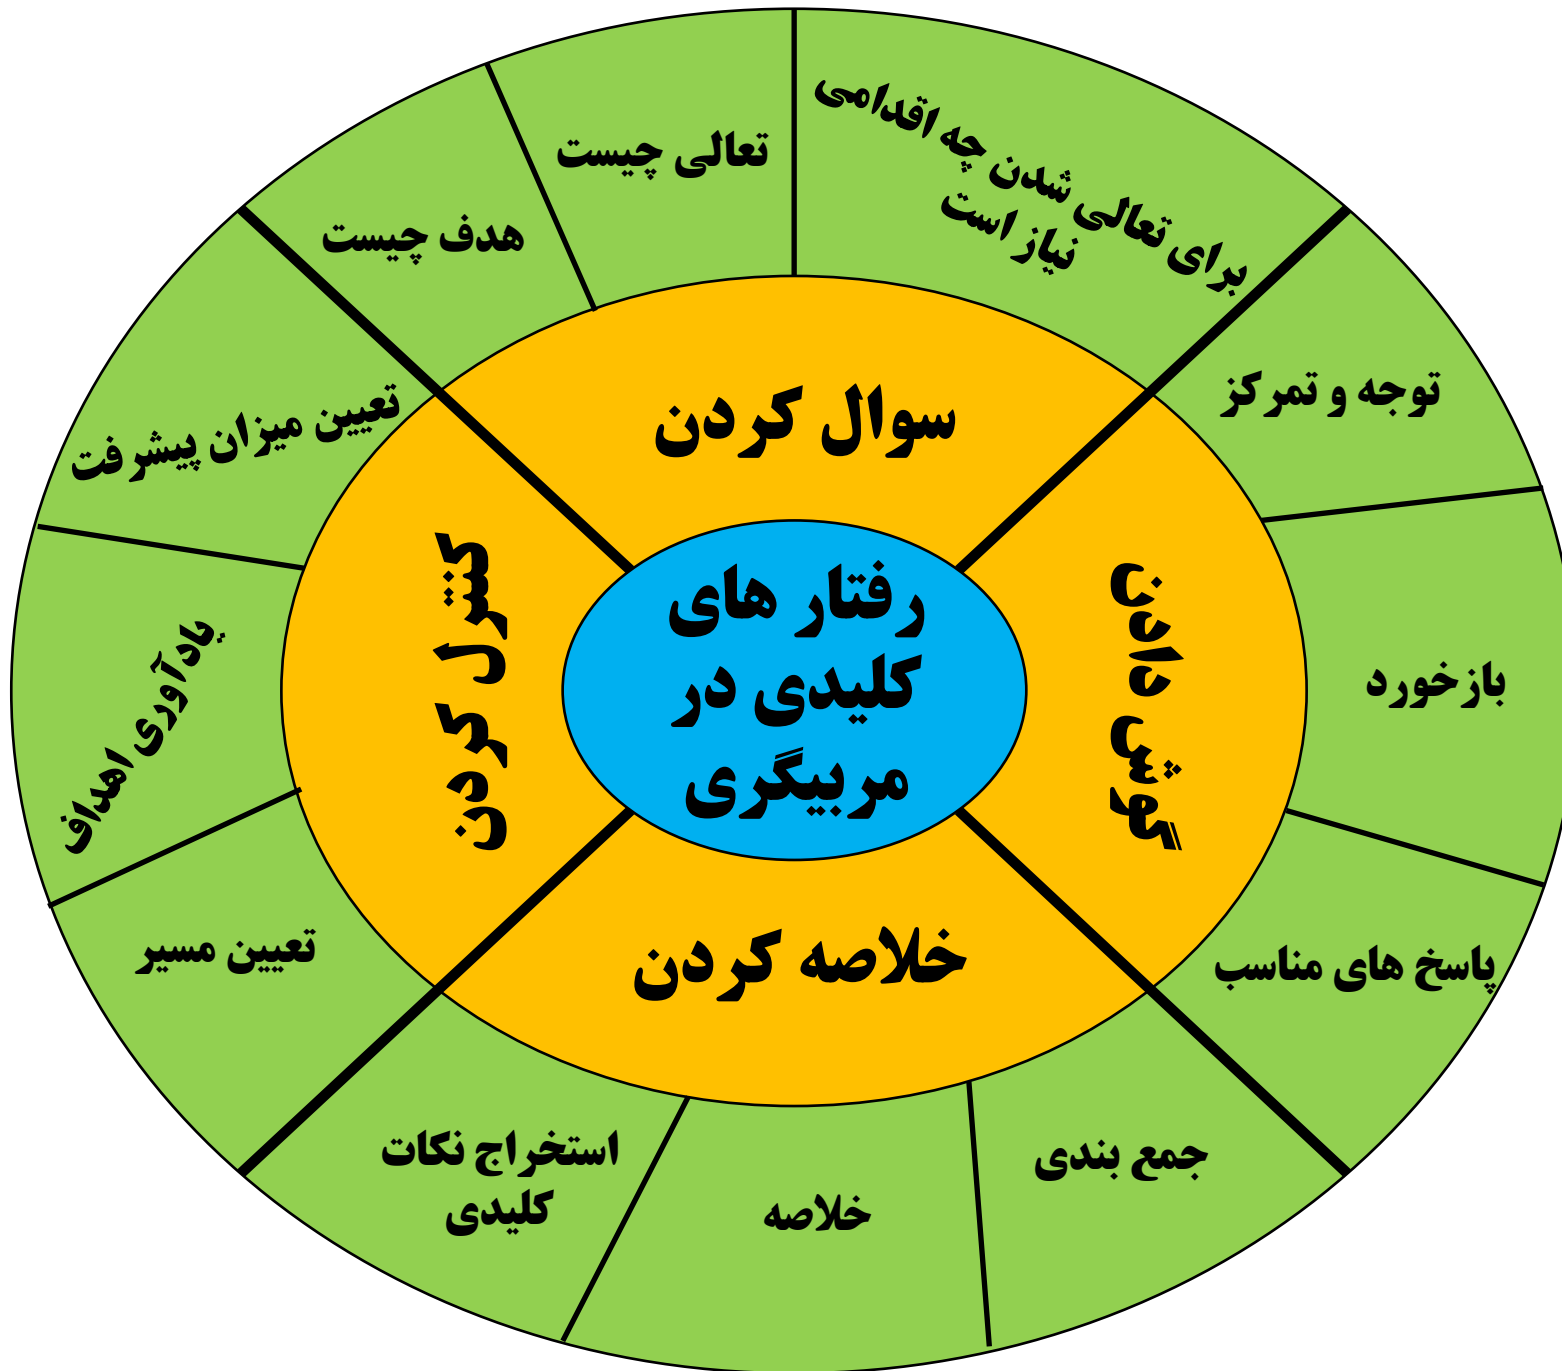 رفتار های
کلیدی در
مربیگری
سوال کردن
برای تعالی شدن چه اقدامی
نیاز است
تعالی چیست
هدف چیست
گوش دادن
توجه و تمرکز
بازخورد
پاسخ های مناسب
خلاصه کردن
جمع بندی
خلاصه
استخراج نکات
کلیدی
کنترل کردن
تعیین مسیر
یادآوری اهداف
تعیین میزان پیشرفت